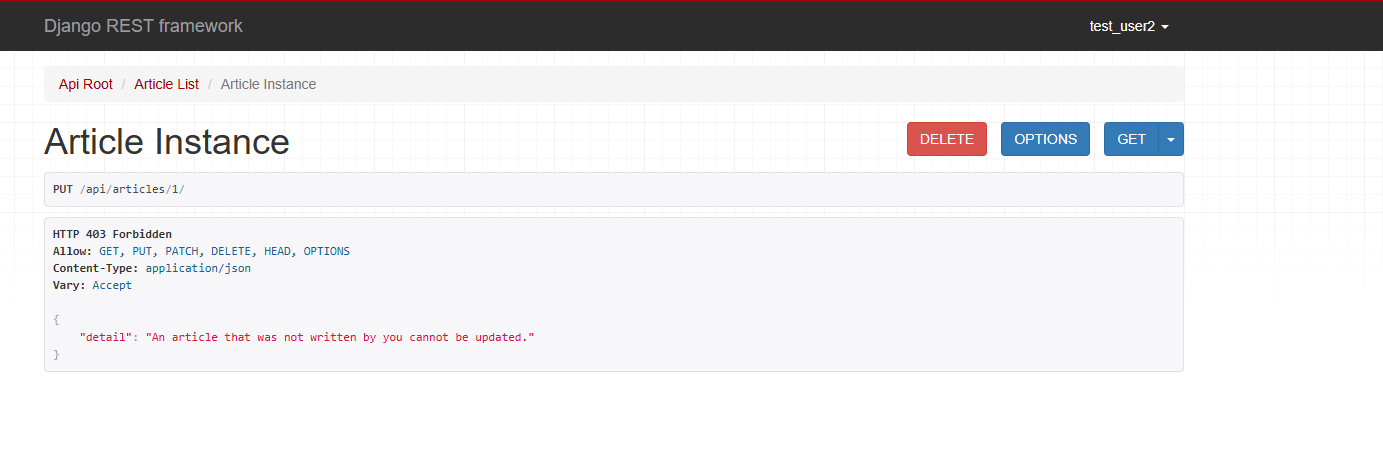 Django REST framework
test_user2
Api Root / Article List / Article Instance
Article Instance
DELETE
OPTIONS
GET
PUT /api/articles/1/
HTTP 403 Forbidden
Allow: GET, PUT, PATCH, DELETE, HEAD, OPTIONS
Content-Type: application/json
Vary: Accept
{
"detail": "An article that was not written by you cannot be updated."
}